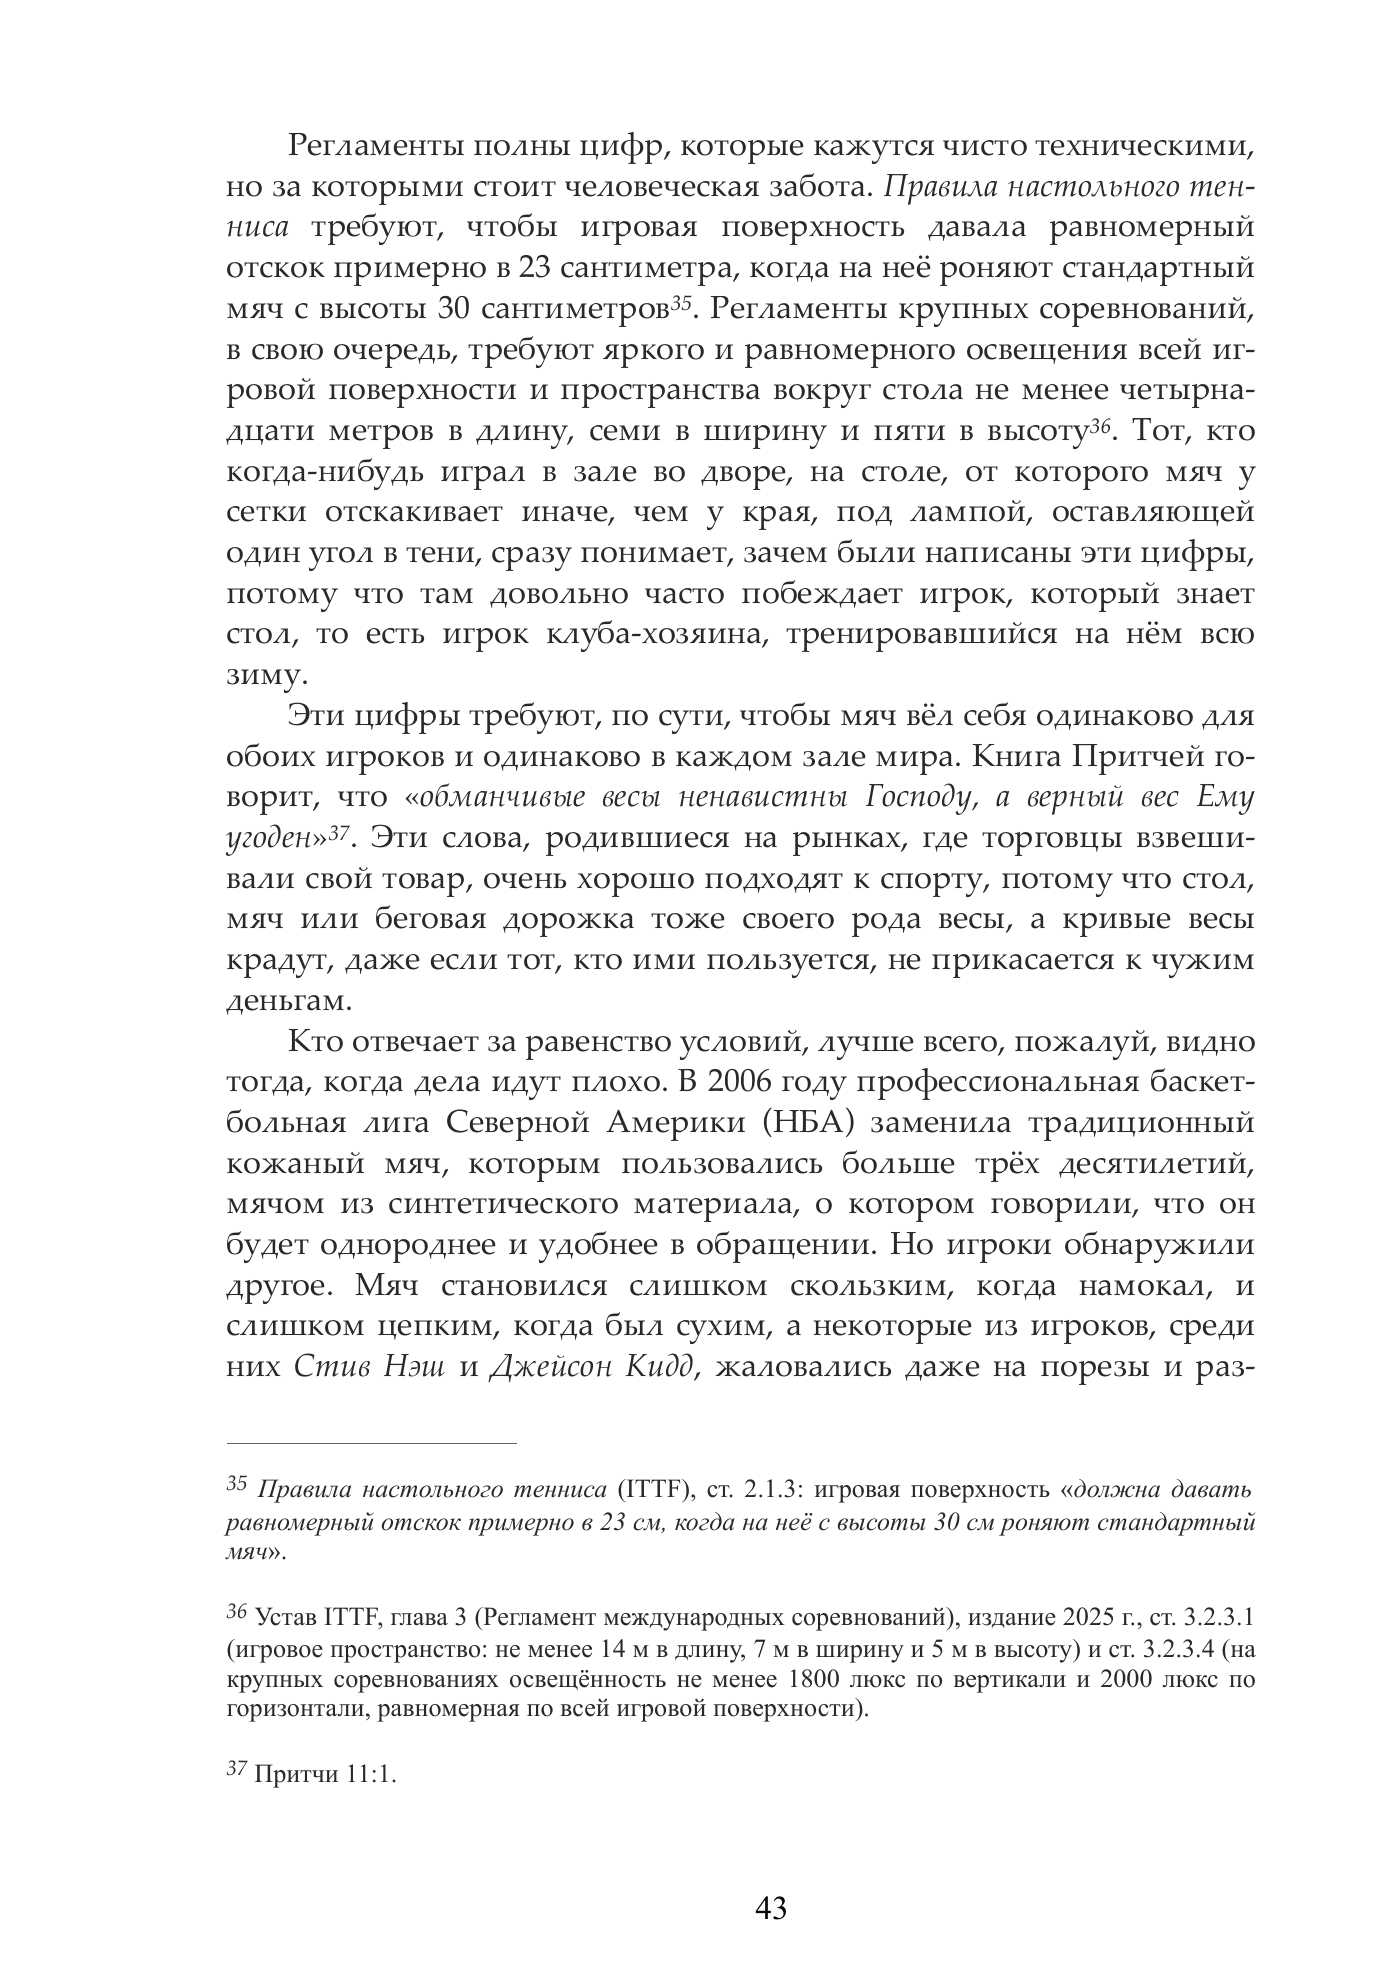 Регламенты полны цифр, которые кажутся чисто техническими,
но за которыми стоит человеческая забота. Правила настольного тен-
ниса требуют, чтобы игровая поверхность давала равномерный
отскок примерно в 23 сантиметра, когда на неё роняют стандартный
мяч с высоты 30 сантиметров35. Регламенты крупных соревнований,
в свою очередь, требуют яркого и равномерного освещения всей иг-
ровой поверхности и пространства вокруг стола не менее четырна-
дцати метров в длину, семи в ширину и пяти в высоту36. Тот, кто
когда-нибудь играл в зале во дворе, на столе, от которого мяч у
сетки отскакивает иначе, чем у края, под лампой, оставляющей
один угол в тени, сразу понимает, зачем были написаны эти цифры,
потому что там довольно часто побеждает игрок, который знает
стол, то есть игрок клуба-хозяина, тренировавшийся на нём всю
зиму.
Эти цифры требуют, по сути, чтобы мяч вёл себя одинаково для
обоих игроков и одинаково в каждом зале мира. Книга Притчей го-
ворит, что «обманчивые весы ненавистны Господу, а верный вес Ему
угоден»37. Эти слова, родившиеся на рынках, где торговцы взвеши-
вали свой товар, очень хорошо подходят к спорту, потому что стол,
мяч или беговая дорожка тоже своего рода весы, а кривые весы
крадут, даже если тот, кто ими пользуется, не прикасается к чужим
деньгам.
Кто отвечает за равенство условий, лучше всего, пожалуй, видно
тогда, когда дела идут плохо. В 2006 году профессиональная баскет-
больная лига Северной Америки (НБА) заменила традиционный
кожаный мяч, которым пользовались больше трёх десятилетий,
мячом из синтетического материала, о котором говорили, что он
будет однороднее и удобнее в обращении. Но игроки обнаружили
другое. Мяч становился слишком скользким, когда намокал, и
слишком цепким, когда был сухим, а некоторые из игроков, среди
них Стив Нэш и Джейсон Кидд, жаловались даже на порезы и раз-
35 Правила настольного тенниса (ITTF), ст. 2.1.3: игровая поверхность «должна давать
равномерный отскок примерно в 23 см, когда на неё с высоты 30 см роняют стандартный
мяч».
36 Устав ITTF, глава 3 (Регламент международных соревнований), издание 2025 г., ст. 3.2.3.1
(игровое пространство: не менее 14 м в длину, 7 м в ширину и 5 м в высоту) и ст. 3.2.3.4 (на
крупных соревнованиях освещённость не менее 1800 люкс по вертикали и 2000 люкс по
горизонтали, равномерная по всей игровой поверхности).
37 Притчи 11:1.
43